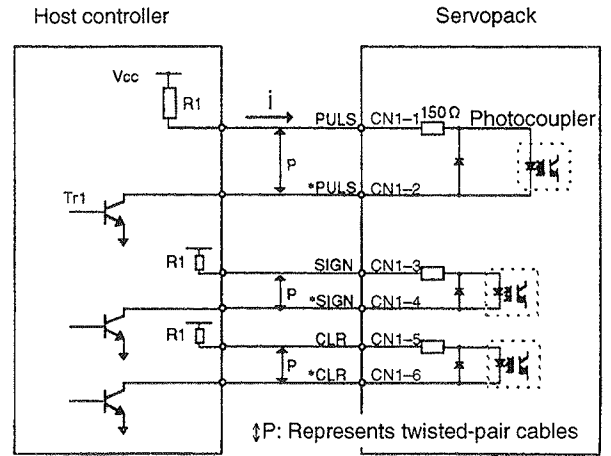 Host controller
Servopack
Vcc
R1
i
PULS
CN1–1
150Ω
Photocoupler
P
Tr1
*PULS
CN1–2
R1
SIGN
CN1–3
P
*SIGN
CN1–4
R1
CLR
CN1–5
P
*CLR
CN1–6
↕P: Represents twisted-pair cables